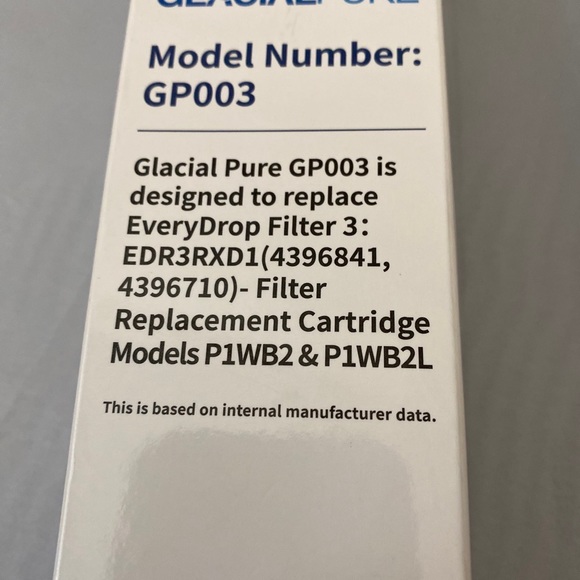 GLACIALPURE
Model Number:
GP003
Glacial Pure GP003 is
designed to replace
EveryDrop Filter 3:
EDR3RXD1(4396841,
4396710)- Filter
Replacement Cartridge
Models P1WB2 & P1WB2L
This is based on internal manufacturer data.